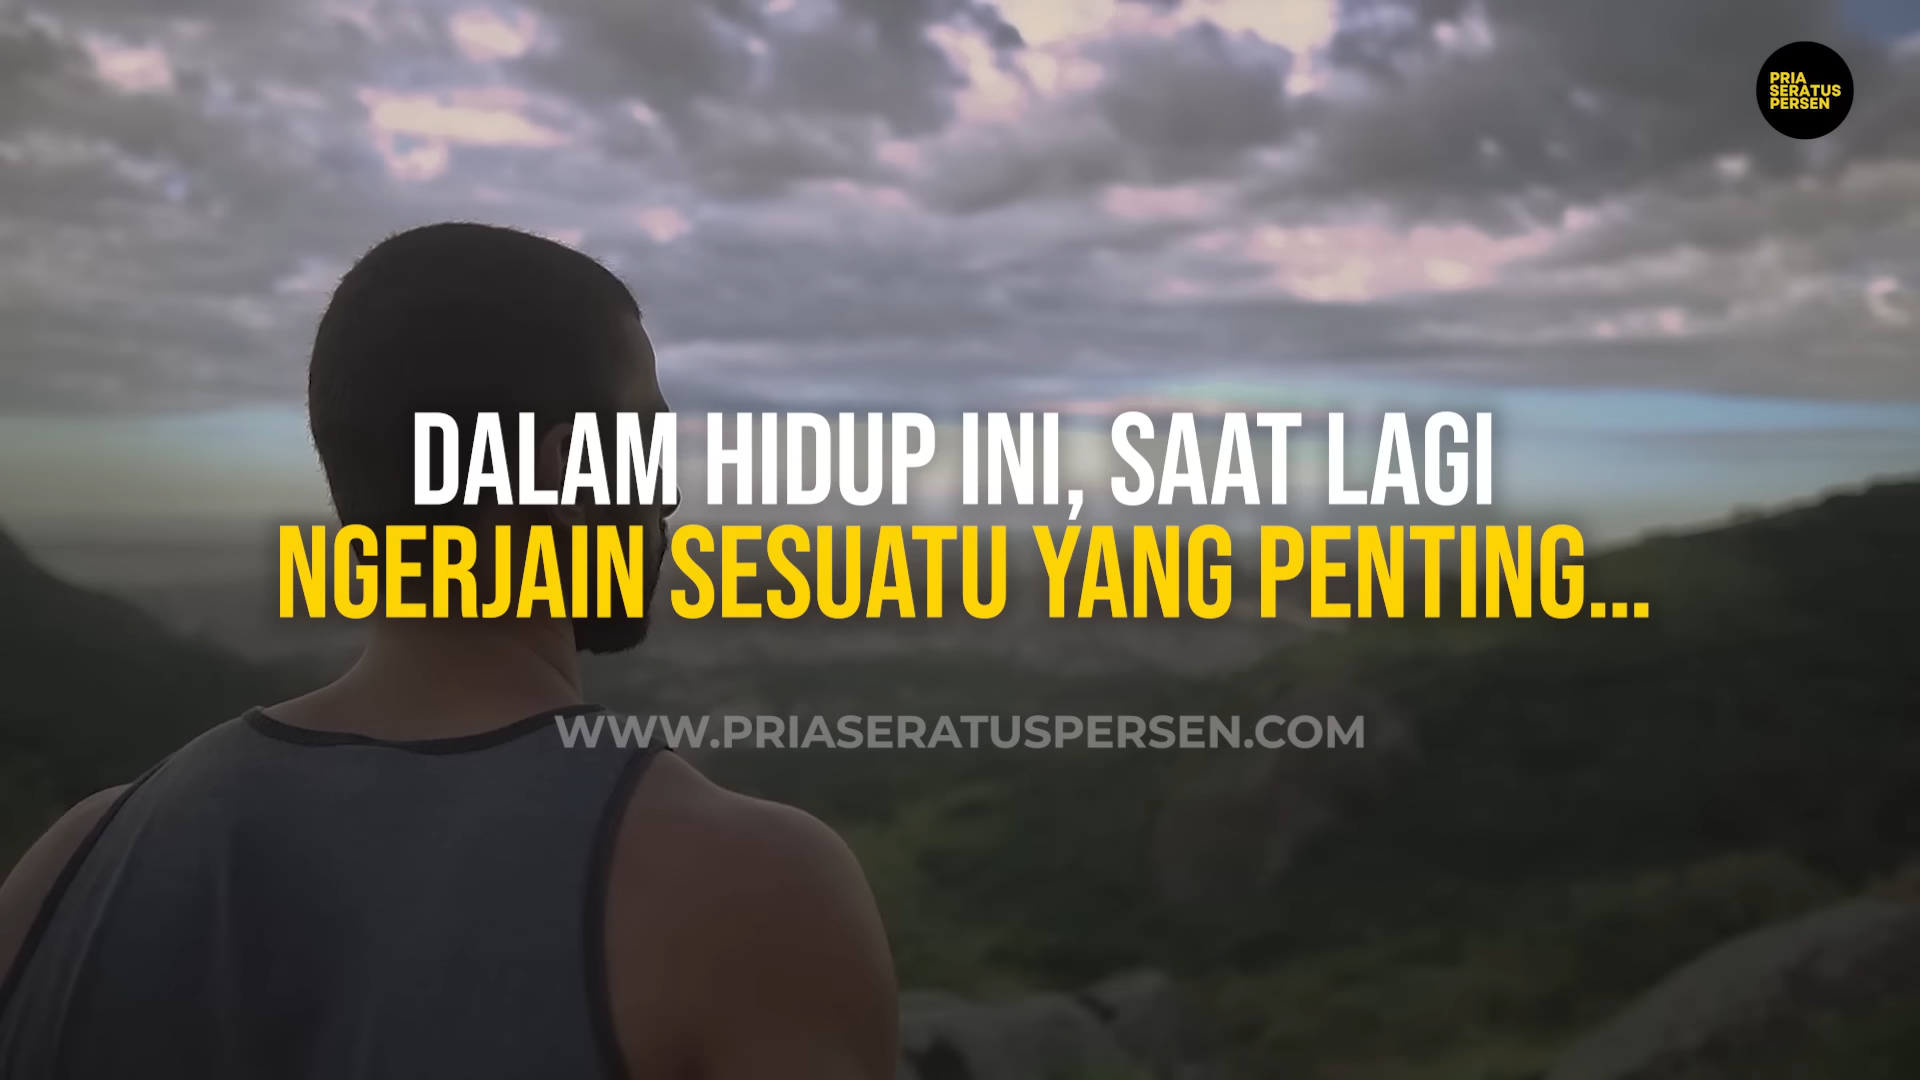 PRIA
SERATUS
PERSEN
DALAM HIDUP INI, SAAT LAGI
NGERJAIN SESUATU YANG PENTING...
WWW.PRIASERATUSPERSEN.COM